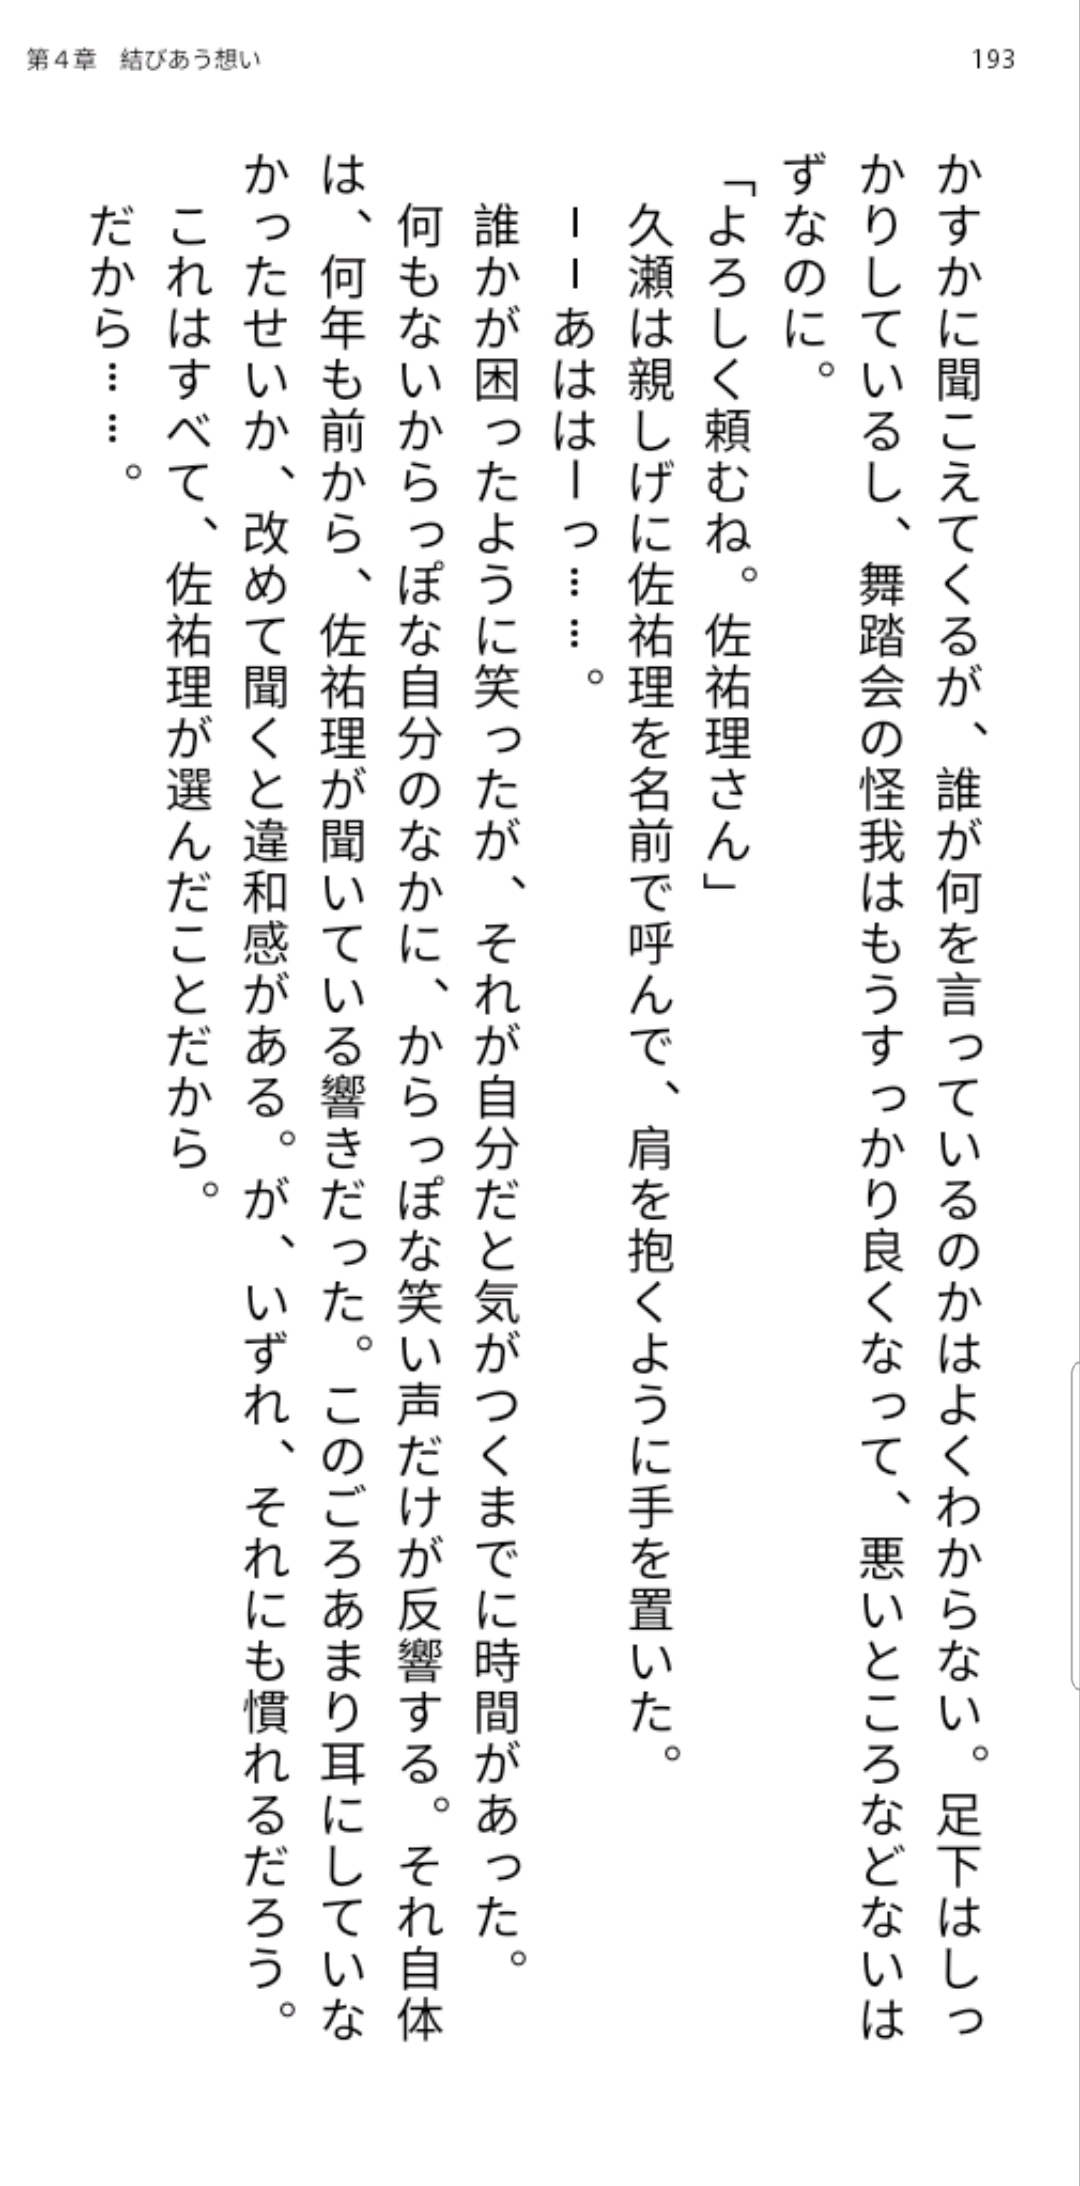 第４章　結びあう想い
193
かすかに聞こえてくるが、誰が何を言っているのかはよくわからない。足下はしっ
かりしているし、舞踏会の怪我はもうすっかり良くなって、悪いところなどないは
ずなのに。
「よろしく頼むね。佐祐理さん」
　久瀬は親しげに佐祐理を名前で呼んで、肩を抱くように手を置いた。
　ーーあははーっ……。
　誰かが困ったように笑ったが、それが自分だと気がつくまでに時間があった。
　何もないからっぽな自分のなかに、からっぽな笑い声だけが反響する。それ自体
は、何年も前から、佐祐理が聞いている響きだった。このごろあまり耳にしていな
かったせいか、改めて聞くと違和感がある。が、いずれ、それにも慣れるだろう。
　これはすべて、佐祐理が選んだことだから。
　だから……。